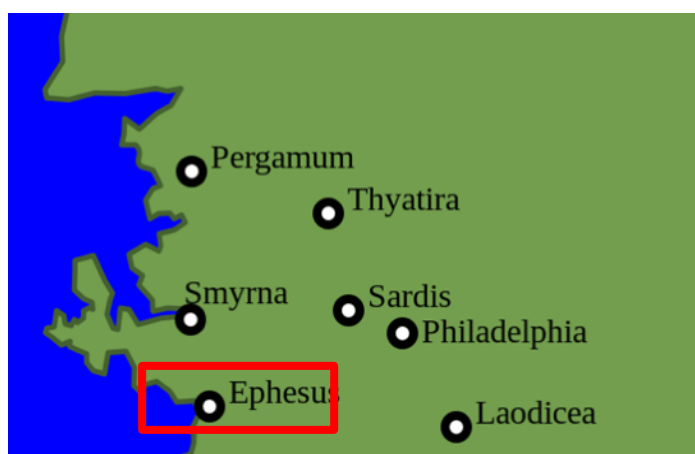 Pergamum
Thyatira
Smyrna
Sardis
Philadelphia
Ephesus
Laodicea